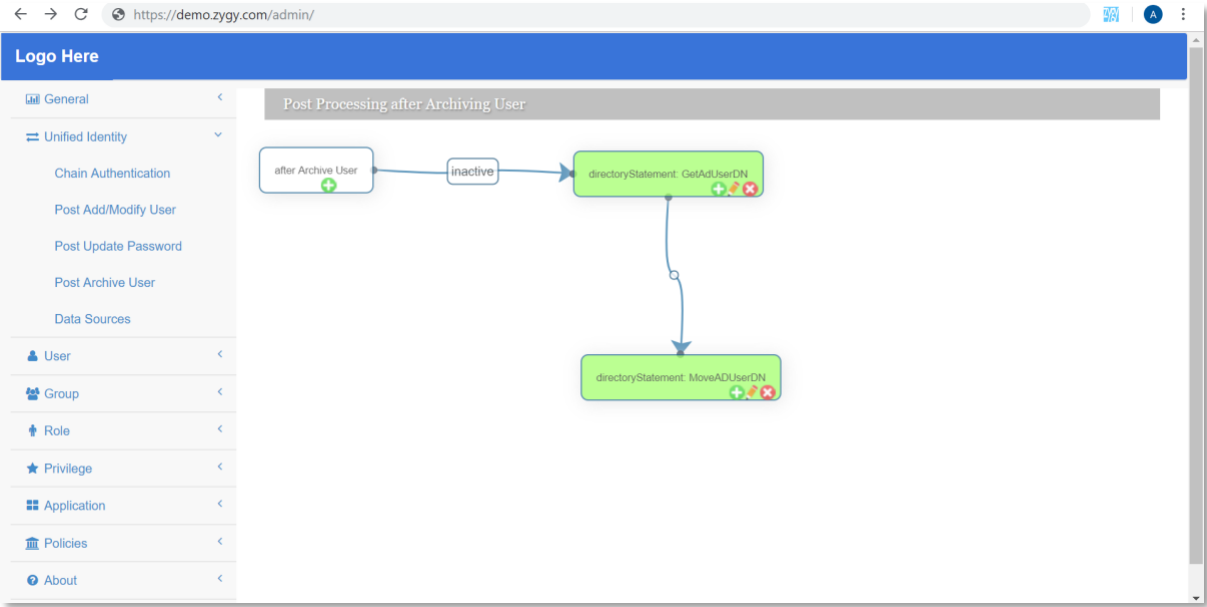 https://demo.zygy.com/admin/
A
Logo Here
General
Post Processing after Archiving User
Unified Identity
after Archive User
inactive
directoryStatement: GetAdUserDN
Chain Authentication
Post Add/Modify User
Post Update Password
Post Archive User
Data Sources
User
directoryStatement: MoveADUserDN
Group
Role
Privilege
Application
Policies
About